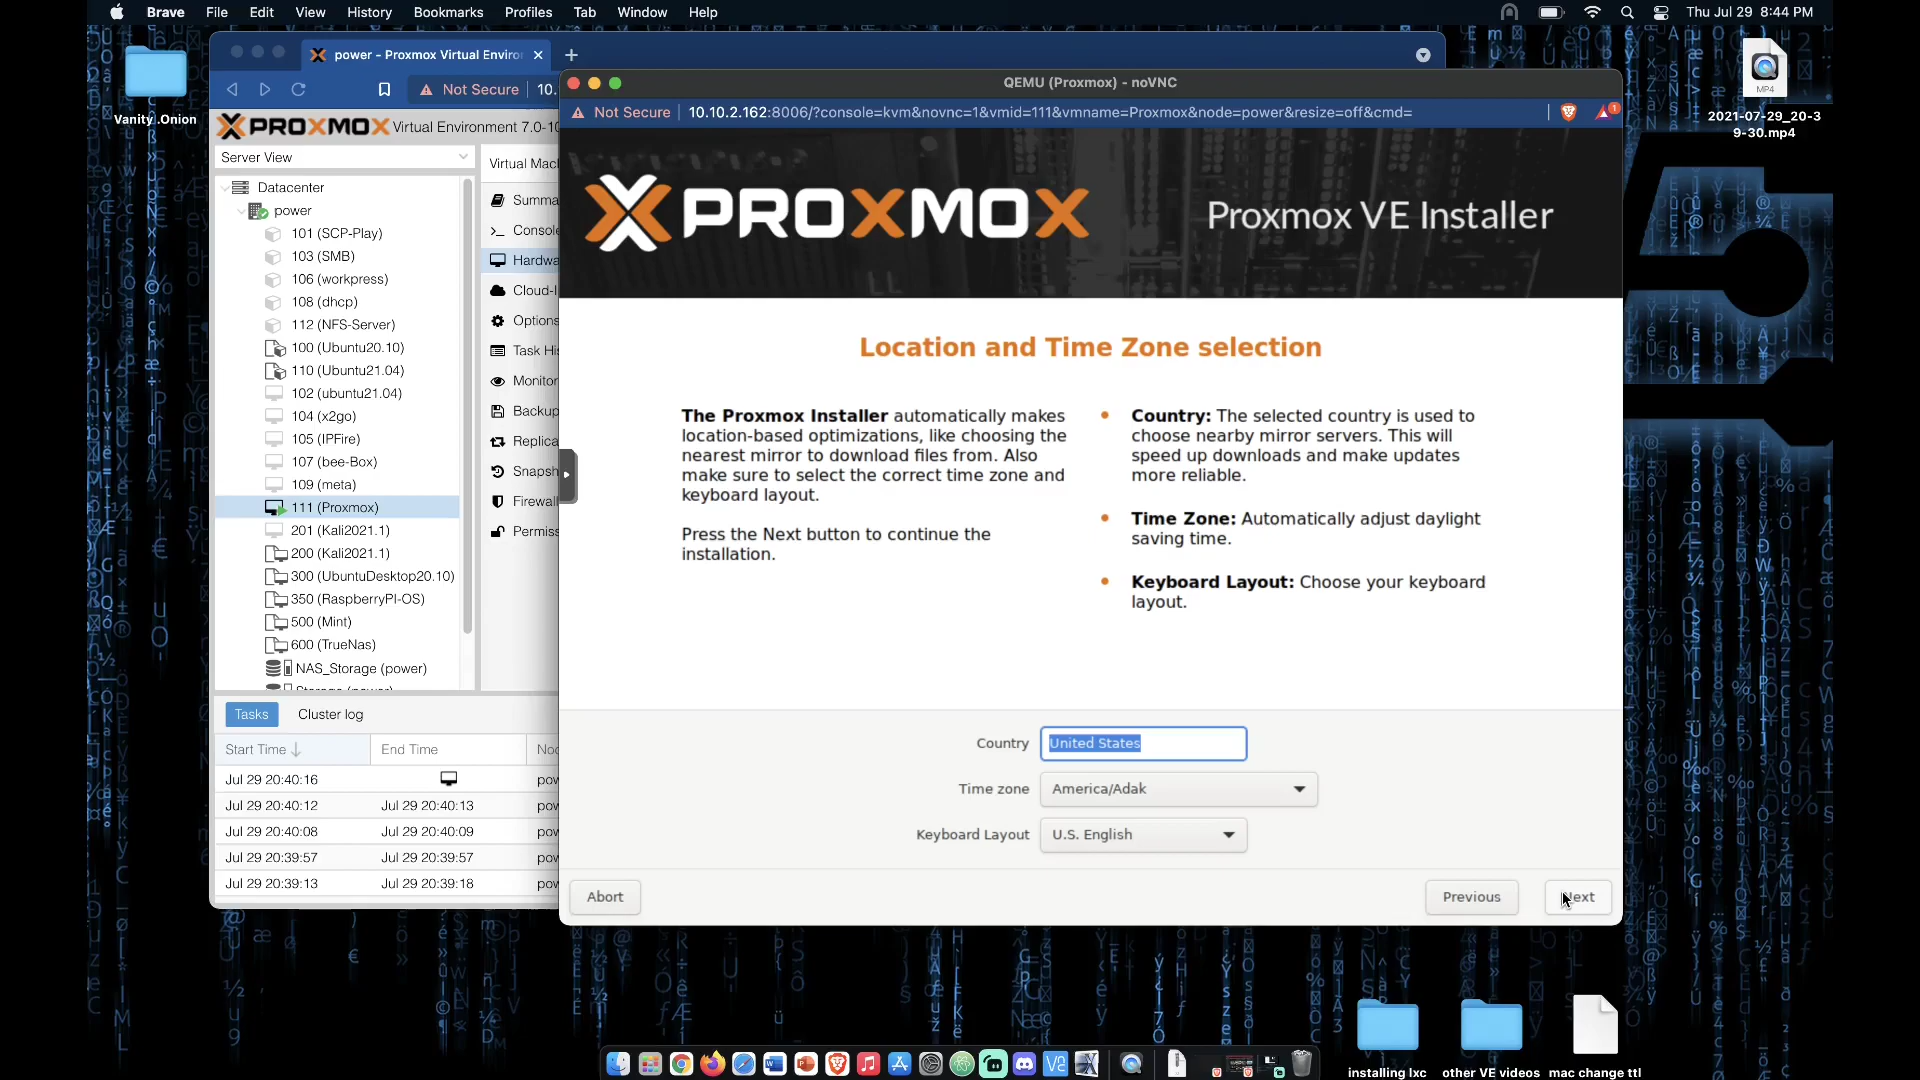 Brave File Edit View History Bookmarks Profiles Tab Window Help
Thu Jul 29 8:44 PM
Vanity .Onion
MP4
2021-07-29_20-3
9-30.mp4
power - Proxmox Virtual Enviro
Not Secure
10.
PROXMOX Virtual Environment 7.0-10
Server View
Datacenter
power
101 (SCP-Play)
103 (SMB)
106 (workpress)
108 (dhcp)
112 (NFS-Server)
100 (Ubuntu20.10)
110 (Ubuntu21.04)
102 (ubuntu21.04)
104 (x2go)
105 (IPFire)
107 (bee-Box)
109 (meta)
111 (Proxmox)
201 (Kali2021.1)
200 (Kali2021.1)
300 (UbuntuDesktop20.10)
350 (RaspberryPI-OS)
500 (Mint)
600 (TrueNas)
NAS_Storage (power)
Virtual Mach
Summa
Console
Hardwa
Cloud-I
Options
Task His
Monitor
Backup
Replica
Snapsh
Firewall
Permiss
Tasks
Cluster log
Start Time
End Time
Noc
Jul 29 20:40:16 pow
Jul 29 20:40:12 Jul 29 20:40:13 pow
Jul 29 20:40:08 Jul 29 20:40:09 pow
Jul 29 20:39:57 Jul 29 20:39:57 pow
Jul 29 20:39:13 Jul 29 20:39:18 pow
QEMU (Proxmox) - noVNC
Not Secure
10.10.2.162:8006/?console=kvm&novnc=1&vmid=111&vmname=Proxmox&node=power&resize=off&cmd=
1
PROXMOX
Proxmox VE Installer
Location and Time Zone selection
The Proxmox Installer automatically makes
location-based optimizations, like choosing the
nearest mirror to download files from. Also
make sure to select the correct time zone and
keyboard layout.
Press the Next button to continue the
installation.
Country: The selected country is used to
choose nearby mirror servers. This will
speed up downloads and make updates
more reliable.
Time Zone: Automatically adjust daylight
saving time.
Keyboard Layout: Choose your keyboard
layout.
Country
United States
Time zone
America/Adak
Keyboard Layout
U.S. English
Abort
Previous
Next
installing lxc
other VE videos
mac change ttl